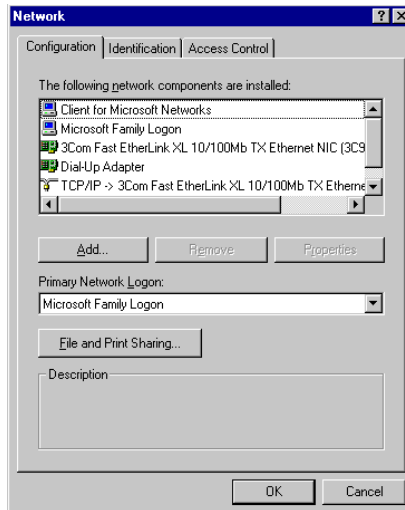 Network
Configuration Identification Access Control
The following network components are installed:
Client for Microsoft Networks
Microsoft Family Logon
3Com Fast EtherLink XL 10/100Mb TX Ethernet NIC (3C9
Dial-Up Adapter
TCP/IP -> 3Com Fast EtherLink XL 10/100Mb TX Etherne
Add... Remove Properties
Primary Network Logon:
Microsoft Family Logon
File and Print Sharing...
Description
OK Cancel